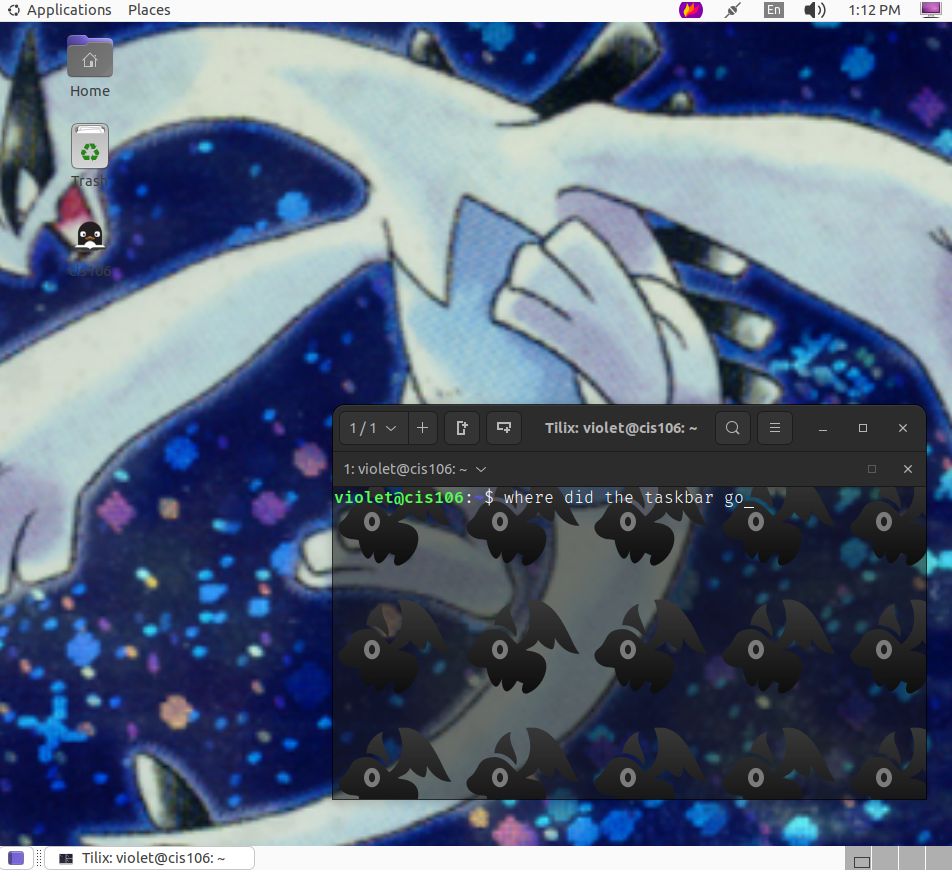 Applications Places En 1:12 PM
Home
Trash
cis106
1 / 1 Tilix: violet@cis106: ~
1: violet@cis106: ~
violet@cis106:~$ where did the taskbar go_
Tilix: violet@cis106: ~